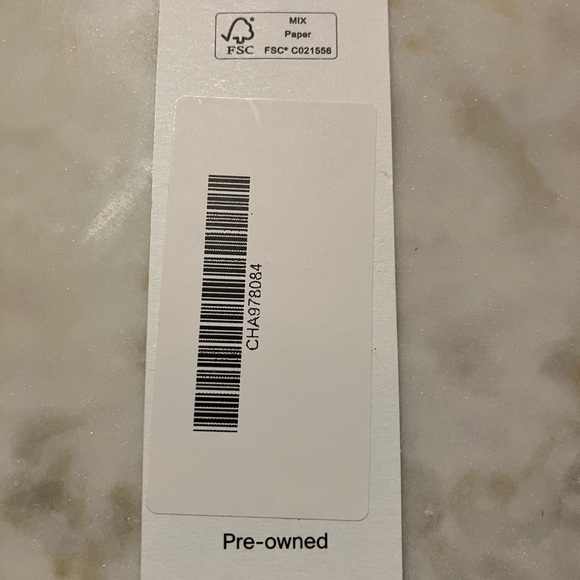 MIX
Paper
FSC® C021556
FSC
CHA978084
Pre-owned